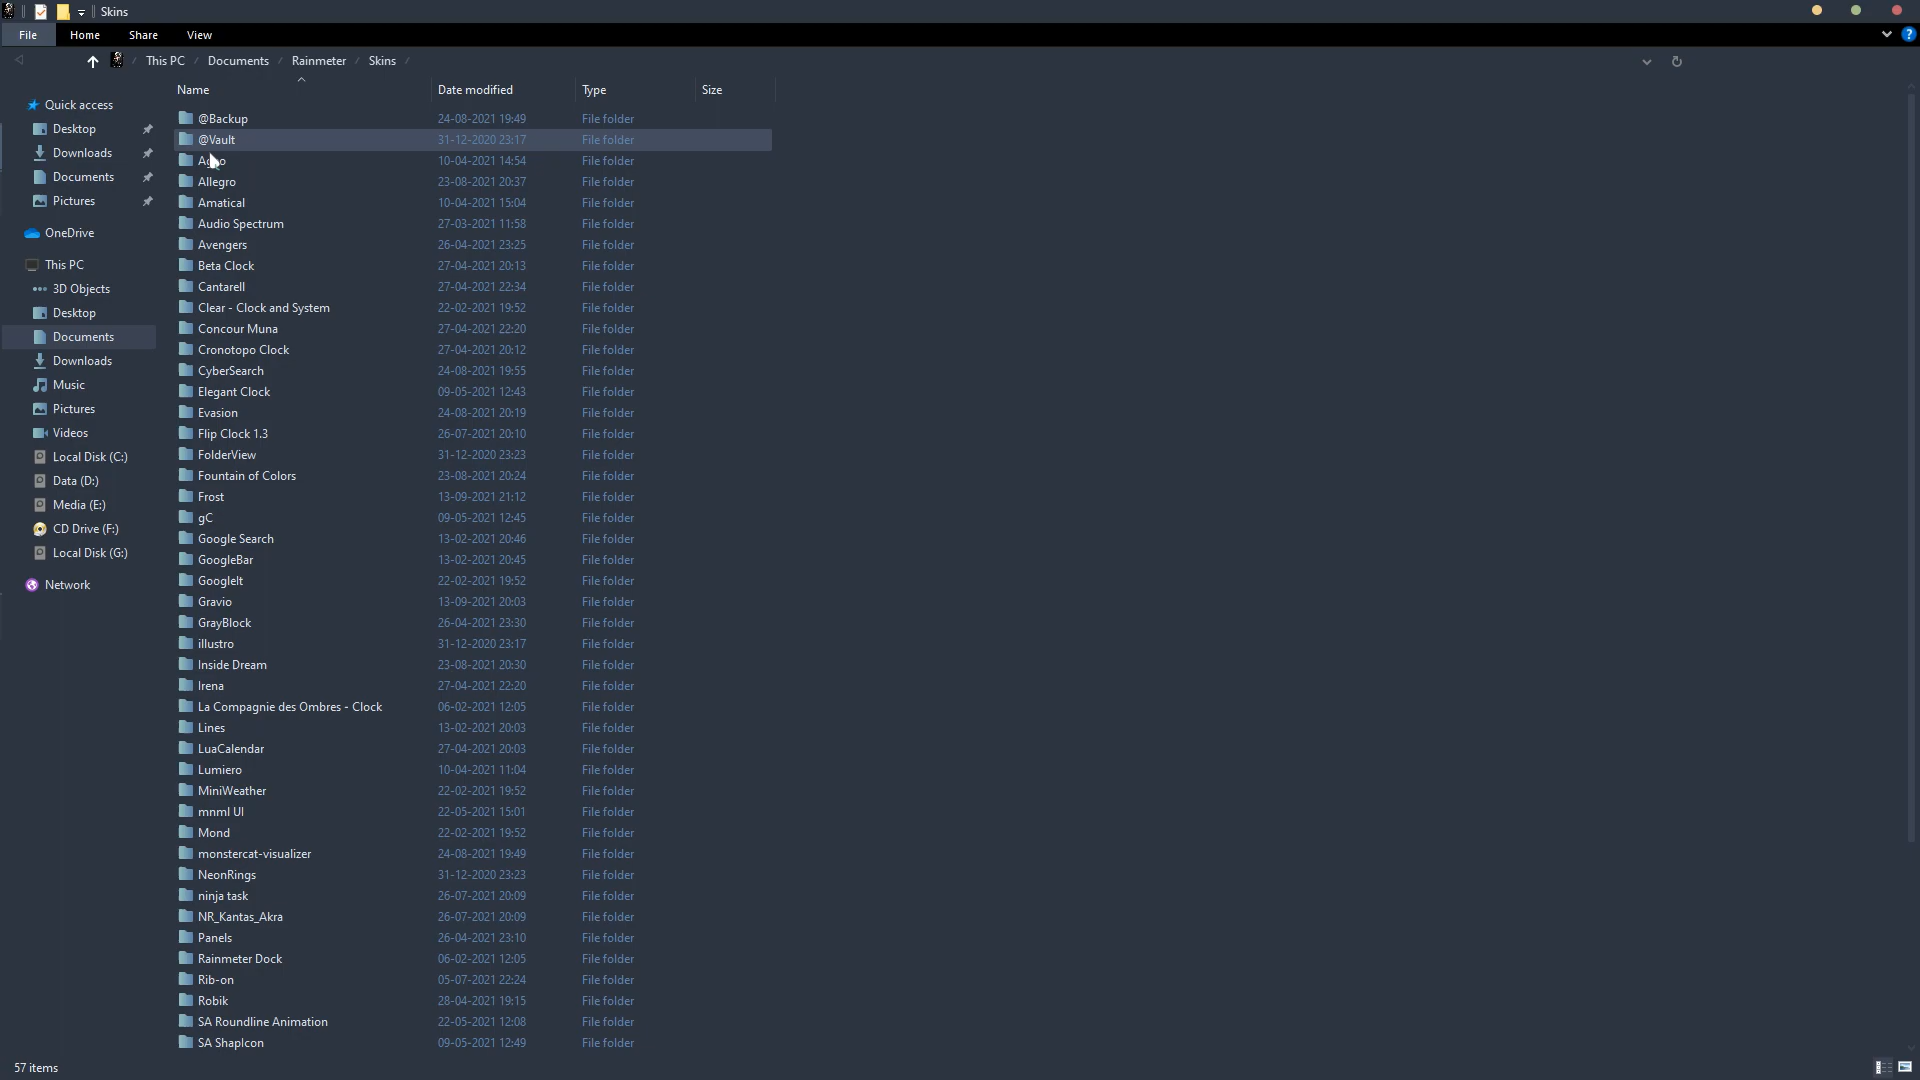 Skins
File Home Share View
This PC / Documents / Rainmeter / Skins /
Name Date modified Type Size
Quick access
Desktop
Downloads
Documents
Pictures
OneDrive
This PC
3D Objects
Desktop
Documents
Downloads
Music
Pictures
Videos
Local Disk (C:)
Data (D:)
Media (E:)
CD Drive (F:)
Local Disk (G:)
Network
@Backup 24-08-2021 19:49 File folder
@Vault 31-12-2020 23:17 File folder
10-04-2021 14:54 File folder
Allegro 23-08-2021 20:37 File folder
Amatical 10-04-2021 15:04 File folder
Audio Spectrum 27-03-2021 11:58 File folder
Avengers 26-04-2021 23:25 File folder
Beta Clock 27-04-2021 20:13 File folder
Cantarell 27-04-2021 22:34 File folder
Clear - Clock and System 22-02-2021 19:52 File folder
Concour Muna 27-04-2021 22:20 File folder
Cronotopo Clock 27-04-2021 20:12 File folder
CyberSearch 24-08-2021 19:55 File folder
Elegant Clock 09-05-2021 12:43 File folder
Evasion 24-08-2021 20:19 File folder
Flip Clock 1.3 26-07-2021 20:10 File folder
FolderView 31-12-2020 23:23 File folder
Fountain of Colors 23-08-2021 20:24 File folder
Frost 13-09-2021 21:12 File folder
gC 09-05-2021 12:45 File folder
Google Search 13-02-2021 20:46 File folder
GoogleBar 13-02-2021 20:45 File folder
GoogleIt 22-02-2021 19:52 File folder
Gravio 13-09-2021 20:03 File folder
GrayBlock 26-04-2021 23:30 File folder
illustro 31-12-2020 23:17 File folder
Inside Dream 23-08-2021 20:30 File folder
Irena 27-04-2021 22:20 File folder
La Compagnie des Ombres - Clock 06-02-2021 12:05 File folder
Lines 13-02-2021 20:03 File folder
LuaCalendar 27-04-2021 20:03 File folder
Lumiero 10-04-2021 11:04 File folder
MiniWeather 22-02-2021 19:52 File folder
mnml UI 22-05-2021 15:01 File folder
Mond 22-02-2021 19:52 File folder
monstercat-visualizer 24-08-2021 19:49 File folder
NeonRings 31-12-2020 23:23 File folder
ninja task 26-07-2021 20:09 File folder
NR_Kantas_Akra 26-07-2021 20:09 File folder
Panels 26-04-2021 23:10 File folder
Rainmeter Dock 06-02-2021 12:05 File folder
Rib-on 05-07-2021 22:24 File folder
Robik 28-04-2021 19:15 File folder
SA Roundline Animation 22-05-2021 12:08 File folder
SA ShapIcon 09-05-2021 12:49 File folder
57 items